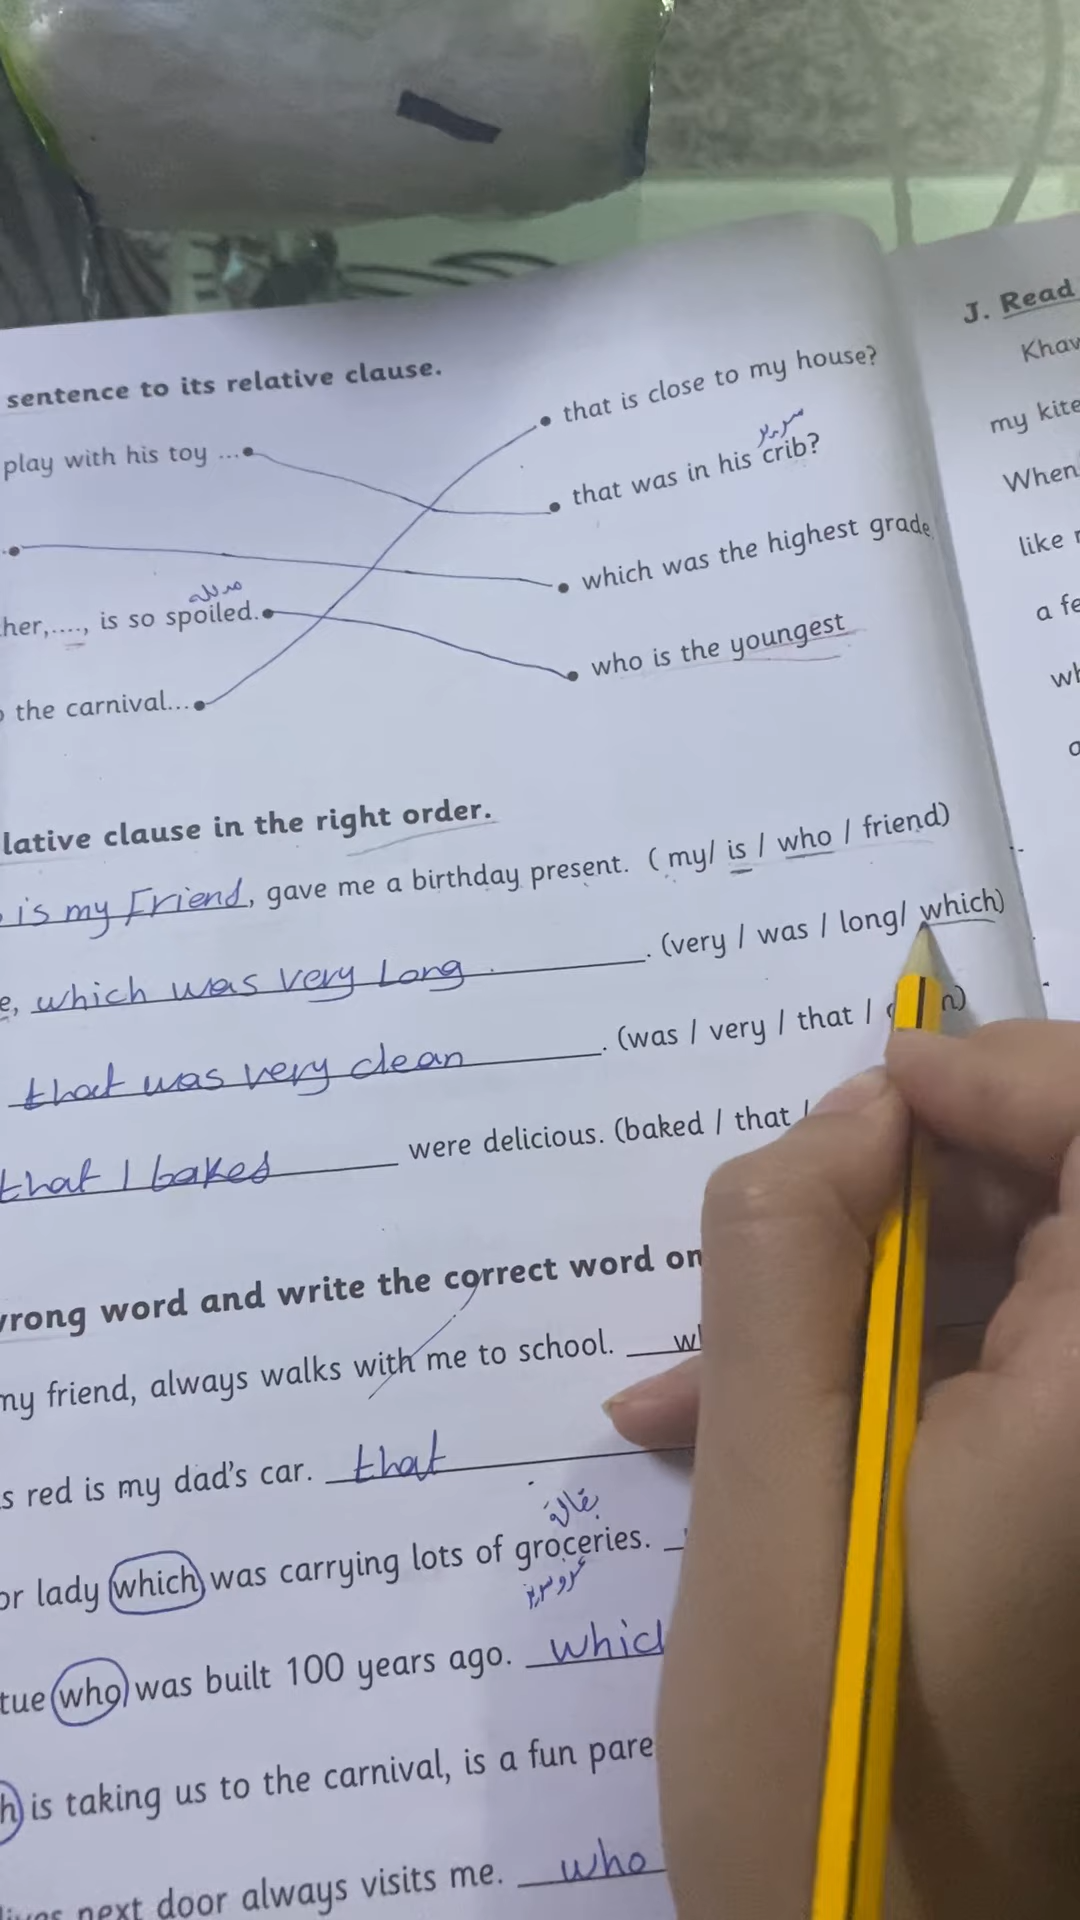 sentence to its relative clause.
play with his toy ...
that is close to my house?
سرير
that was in his crib?
which was the highest grade
مدلله
her,...., is so spoiled.
who is the youngest
the carnival...
lative clause in the right order.
is my Friend, gave me a birthday present. ( my/ is / who / friend)
e, which was very Long . (very / was / long/ which)
that was very clean . (was / very / that / n)
that I baked were delicious. (baked / that /
wrong word and write the correct word on
my friend, always walks with me to school. w
s red is my dad's car. that
بقالة
or lady which was carrying lots of groceries.
tue who was built 100 years ago. which
h is taking us to the carnival, is a fun pare
lives next door always visits me. who
J. Read
Khaw
my kite
When
like
a fe
wh